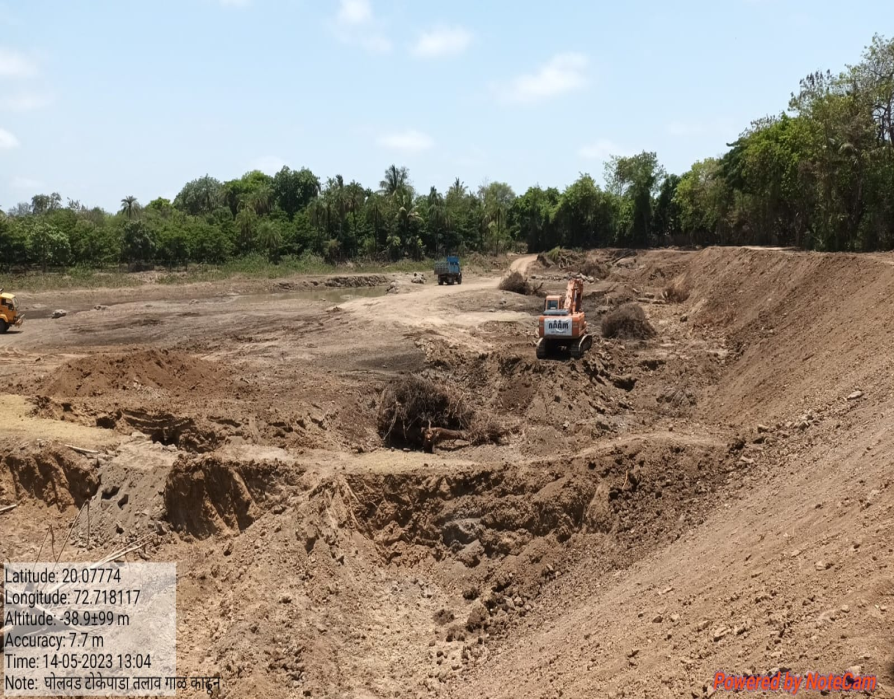 Latitude: 20.07774
Longitude: 72.718117
Altitude: -38.9±99 m
Accuracy: 7.7 m
Time: 14-05-2023 13:04
Note: घोलवड टोकेपाडा तलाव गाळ काढून
Powered by NoteCam